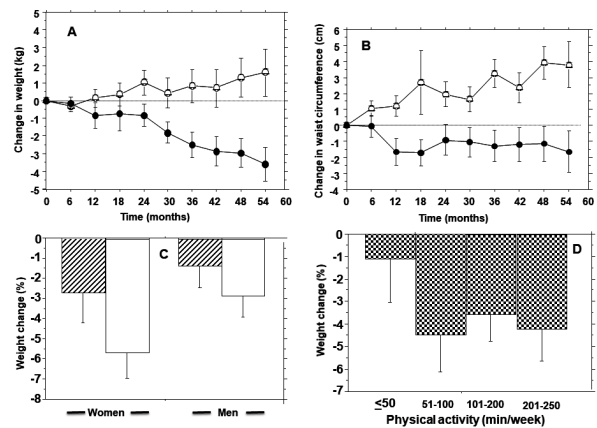 A
Change in weight (kg)
5
4
3
2
1
0
-1
-2
-3
-4
-5
0 6 12 18 24 30 36 42 48 54 60
Time (months)
B
Change in waist circumference (cm)
6
5
4
3
2
1
0
-1
-2
-3
-4
0 6 12 18 24 30 36 42 48 54 60
Time (months)
C
Weight change (%)
0
-1
-2
-3
-4
-5
-6
-7
-8
Women Men
D
Weight change (%)
0
-1
-2
-3
-4
-5
-6
-7
≤50 51-100 101-200 201-250
Physical activity (min/week)